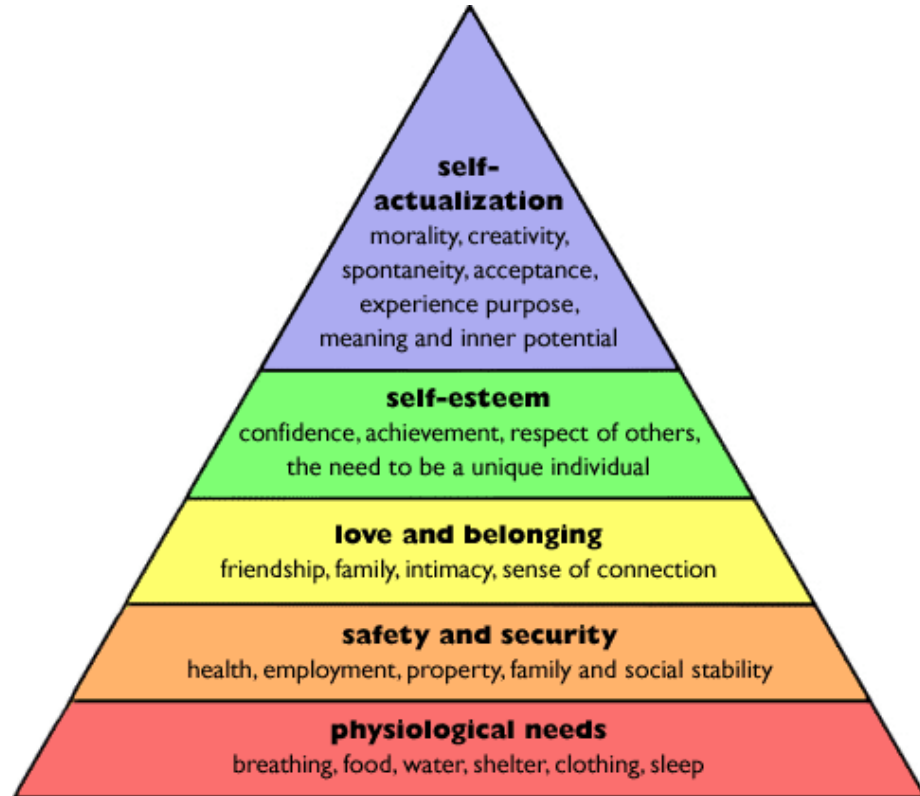 self-
actualization
morality, creativity,
spontaneity, acceptance,
experience purpose,
meaning and inner potential
self-esteem
confidence, achievement, respect of others,
the need to be a unique individual
love and belonging
friendship, family, intimacy, sense of connection
safety and security
health, employment, property, family and social stability
physiological needs
breathing, food, water, shelter, clothing, sleep